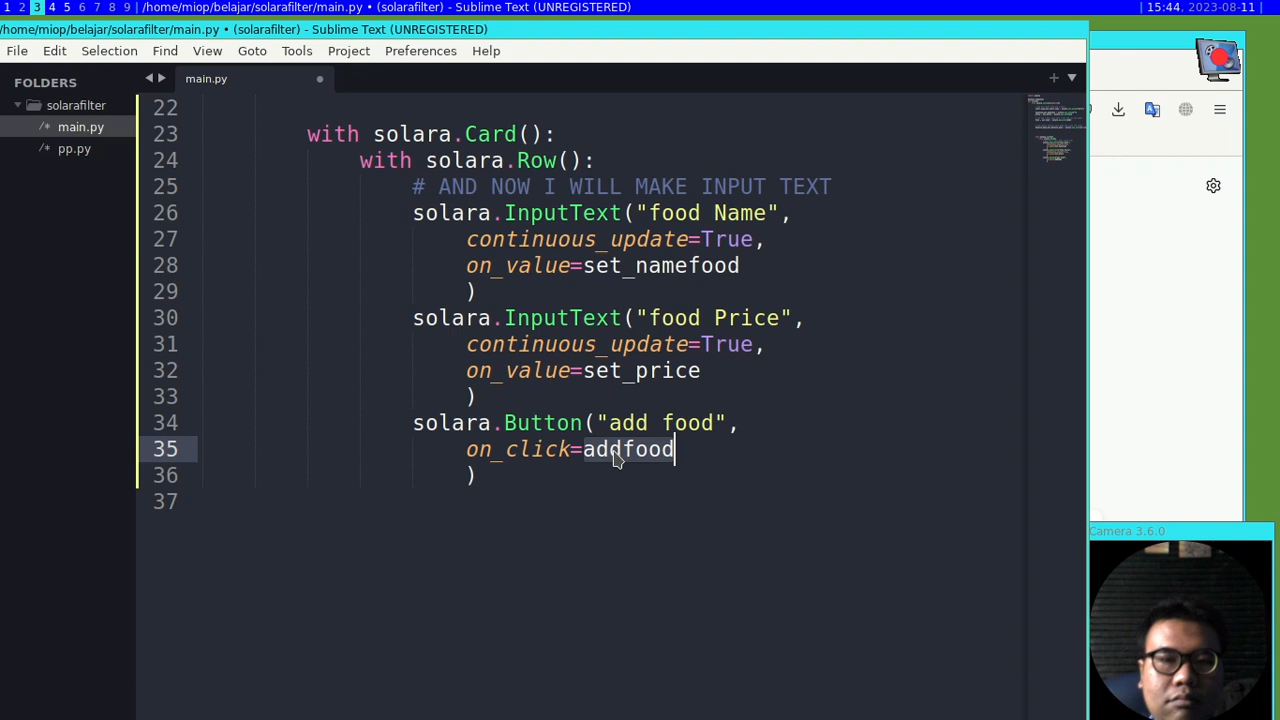 1 2 3 4 5 6 7 8 9 | /home/miop/belajar/solarafilter/main.py • (solarafilter) - Sublime Text (UNREGISTERED) | 15:44, 2023-08-11 |
/home/miop/belajar/solarafilter/main.py • (solarafilter) - Sublime Text (UNREGISTERED)
File Edit Selection Find View Goto Tools Project Preferences Help
FOLDERS
solarafilter
/* main.py
/* pp.py
main.py
22
23 with solara.Card():
24 with solara.Row():
25 # AND NOW I WILL MAKE INPUT TEXT
26 solara.InputText("food Name",
27 continuous_update=True,
28 on_value=set_namefood
29 )
30 solara.InputText("food Price",
31 continuous_update=True,
32 on_value=set_price
33 )
34 solara.Button("add food",
35 on_click=addfood
36 )
37
Camera 3.6.0